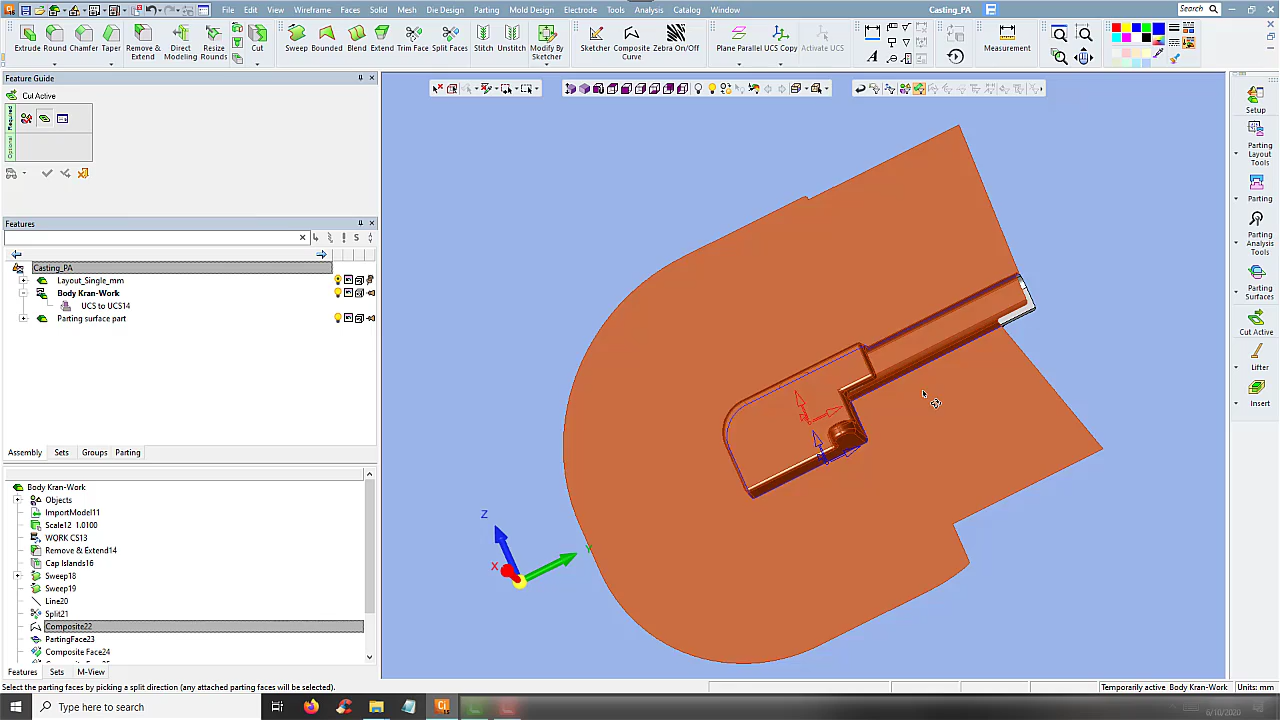 File Edit View Wireframe Faces Solid Mesh Die Design Parting Mold Design Electrode Tools Analysis Catalog Window
Casting_PA
Search
Extrude Round Chamfer Taper
Remove & Extend
Direct Modeling
Resize Rounds
Cut
Sweep Bounded Blend Extend
Stitch Unstitch
Modify By Sketcher
Sketcher
Composite Curve
Zebra On/Off
Plane
Parallel
UCS Copy
Activate UCS
Measurement
Feature Guide
Cut Active
Required
Optional
Features
Casting_PA
Layout_Single_mm
Body Kran-Work
UCS to UCS14
Parting surface part
Assembly Sets Groups Parting
Body Kran-Work
Objects
ImportModel11
Scale12 1.0100
WORK CS13
Remove & Extend14
Cap Islands16
Sweep18
Sweep19
Line20
Split21
Composite22
PartingFace23
Composite Face24
Features Sets M-View
Z
X
Y
Setup
Parting Layout Tools
Parting
Parting Analysis Tools
Parting Surfaces
Cut Active
Lifter
Insert
Select the parting faces by picking a split direction (any attached parting faces will be selected).
Temporarily active Body Kran-Work
Units: mm
Type here to search
6/10/2020